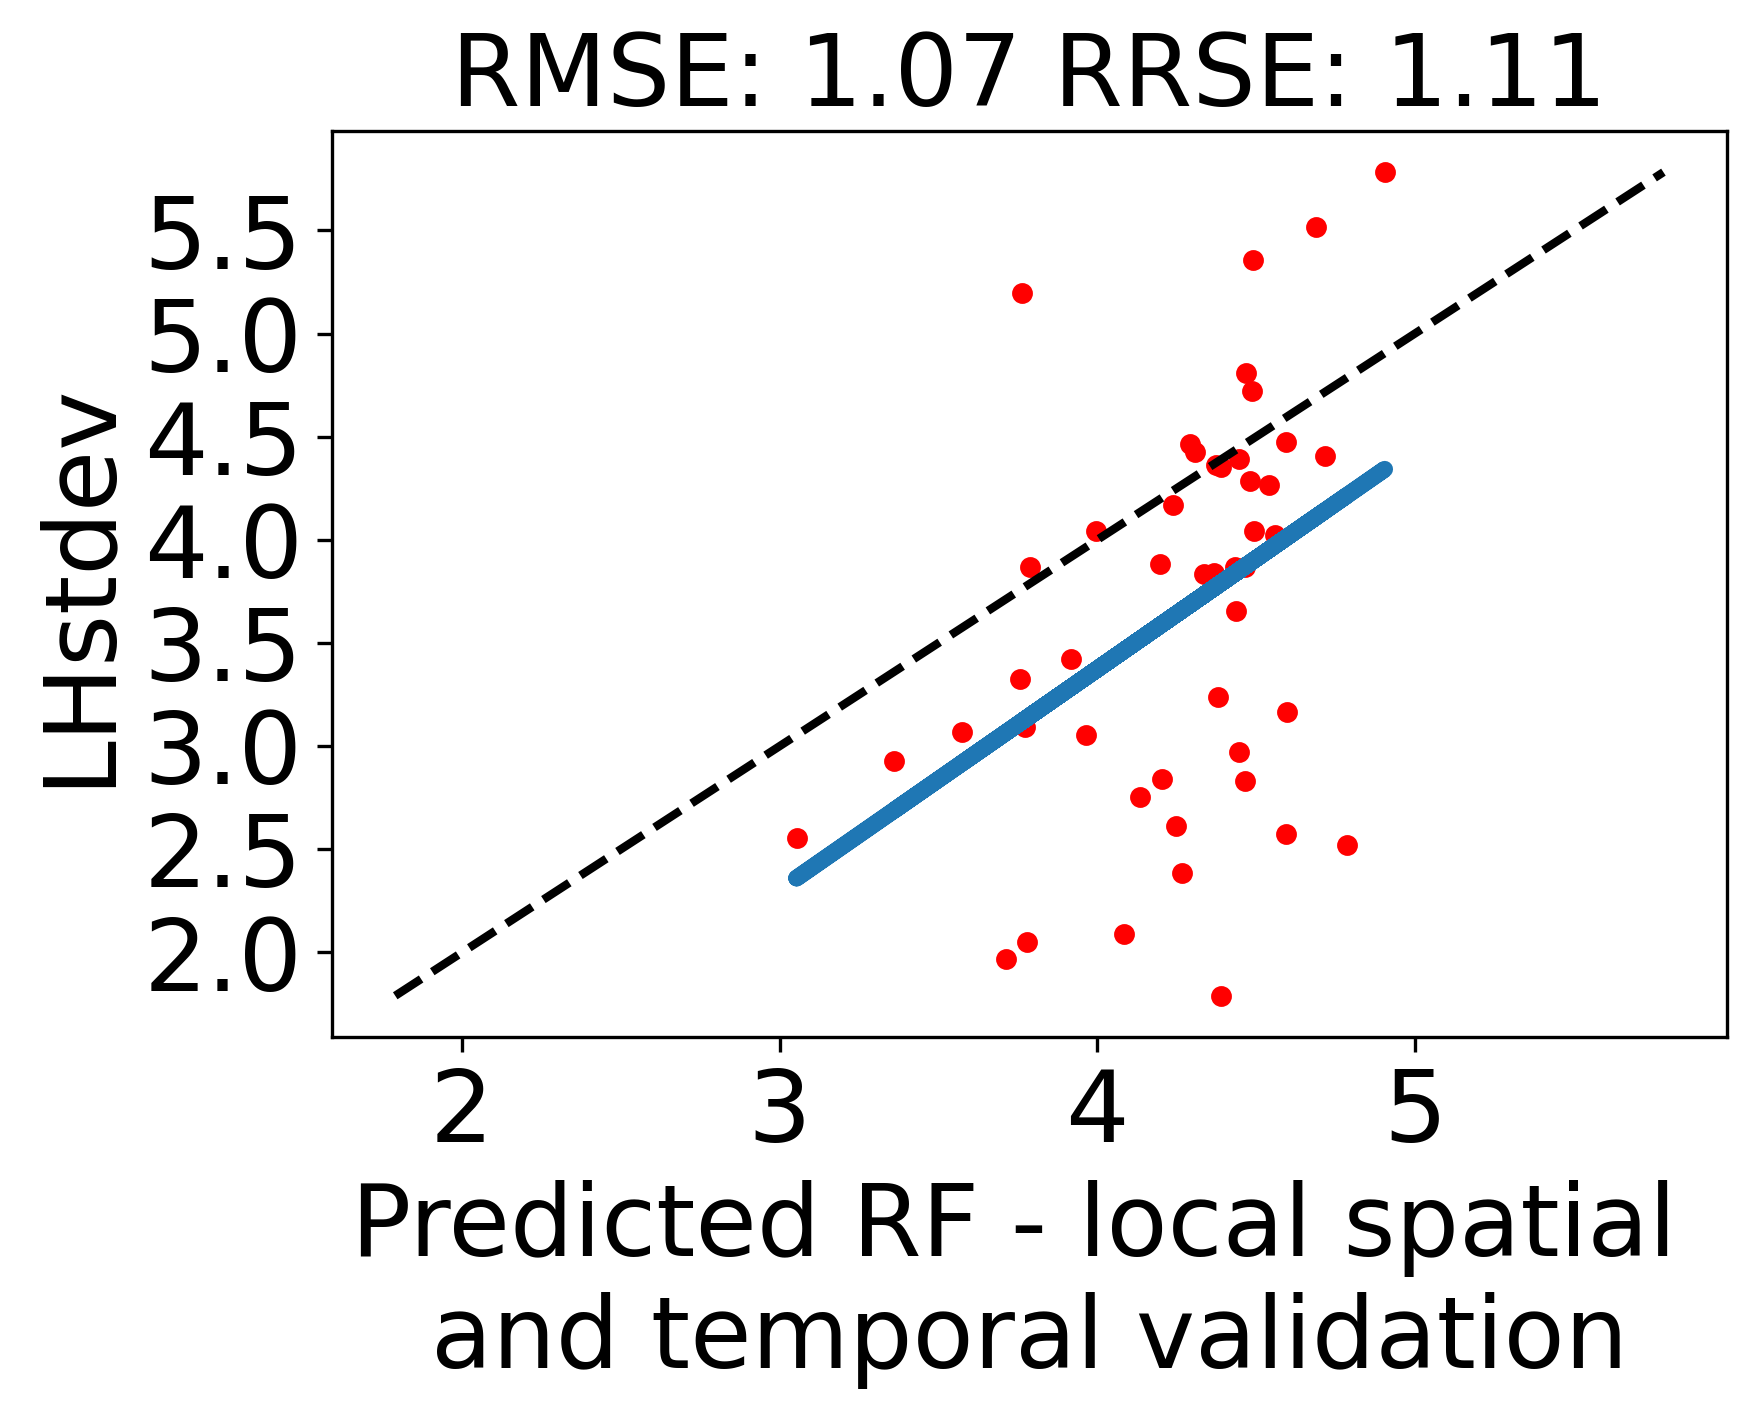 RMSE: 1.07 RRSE: 1.11
5.5
5.0
4.5
4.0
3.5
3.0
2.5
2.0
LHstdev
2 3 4 5
Predicted RF - local spatial
and temporal validation